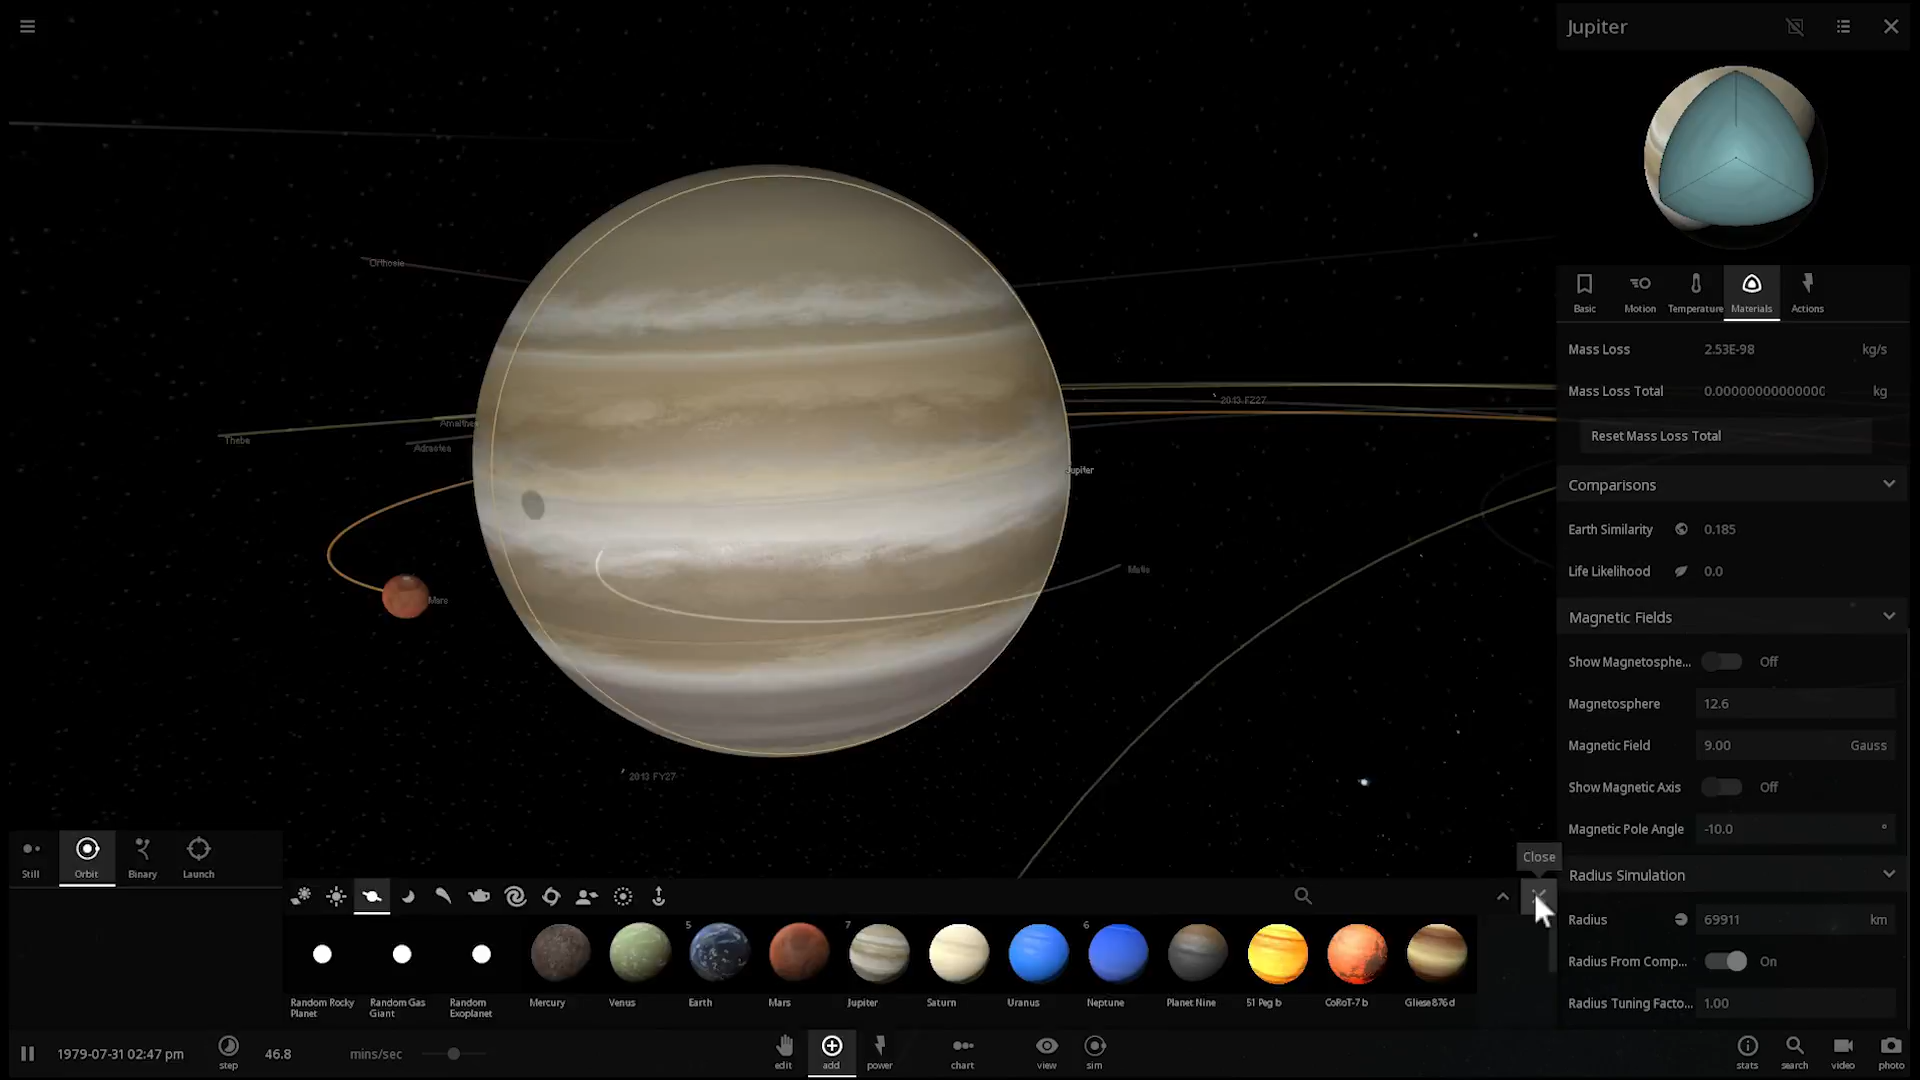 Jupiter
Orthosie
Thebe
Amalthea
Adrastea
Mars
2013 FZ27
Jupiter
Metis
2013 FY27
Basic
Motion
Temperature
Materials
Actions
Mass Loss 2.53E-98 kg/s
Mass Loss Total 0.00000000000000 kg
Reset Mass Loss Total
Comparisons
Earth Similarity 0.185
Life Likelihood 0.0
Magnetic Fields
Show Magnetosphe... Off
Magnetosphere 12.6
Magnetic Field 9.00 Gauss
Show Magnetic Axis Off
Magnetic Pole Angle -10.0 °
Radius Simulation
Radius 69911 km
Radius From Comp... On
Radius Tuning Facto... 1.00
Close
Still
Orbit
Binary
Launch
5
7
6
Random Rocky
Planet
Random Gas
Giant
Random
Exoplanet
Mercury
Venus
Earth
Mars
Jupiter
Saturn
Uranus
Neptune
Planet Nine
51 Peg b
CoRoT-7 b
Gliese 876 d
1979-07-31 02:47 pm
step
46.8 mins/sec
edit
add
power
chart
view
sim
stats
search
video
photo